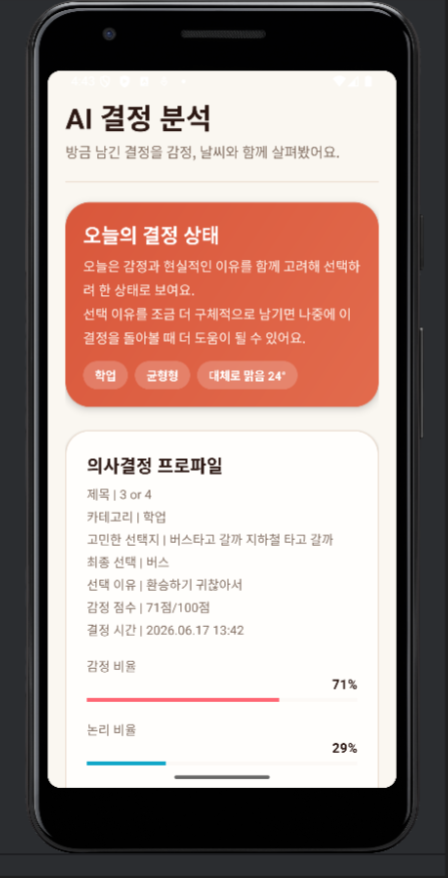 AI 결정 분석
방금 남긴 결정을 감정, 날씨와 함께 살펴봤어요.
오늘의 결정 상태
오늘은 감정과 현실적인 이유를 함께 고려해 선택하
려 한 상태로 보여요.
선택 이유를 조금 더 구체적으로 남기면 나중에 이
결정을 돌아볼 때 더 도움이 될 수 있어요.
학업 균형형 대체로 맑음 24°
의사결정 프로파일
제목 | 3 or 4
카테고리 | 학업
고민한 선택지 | 버스타고 갈까 지하철 타고 갈까
최종 선택 | 버스
선택 이유 | 환승하기 귀찮아서
감정 점수 | 71점/100점
결정 시간 | 2026.06.17 13:42
감정 비율
71%
논리 비율
29%